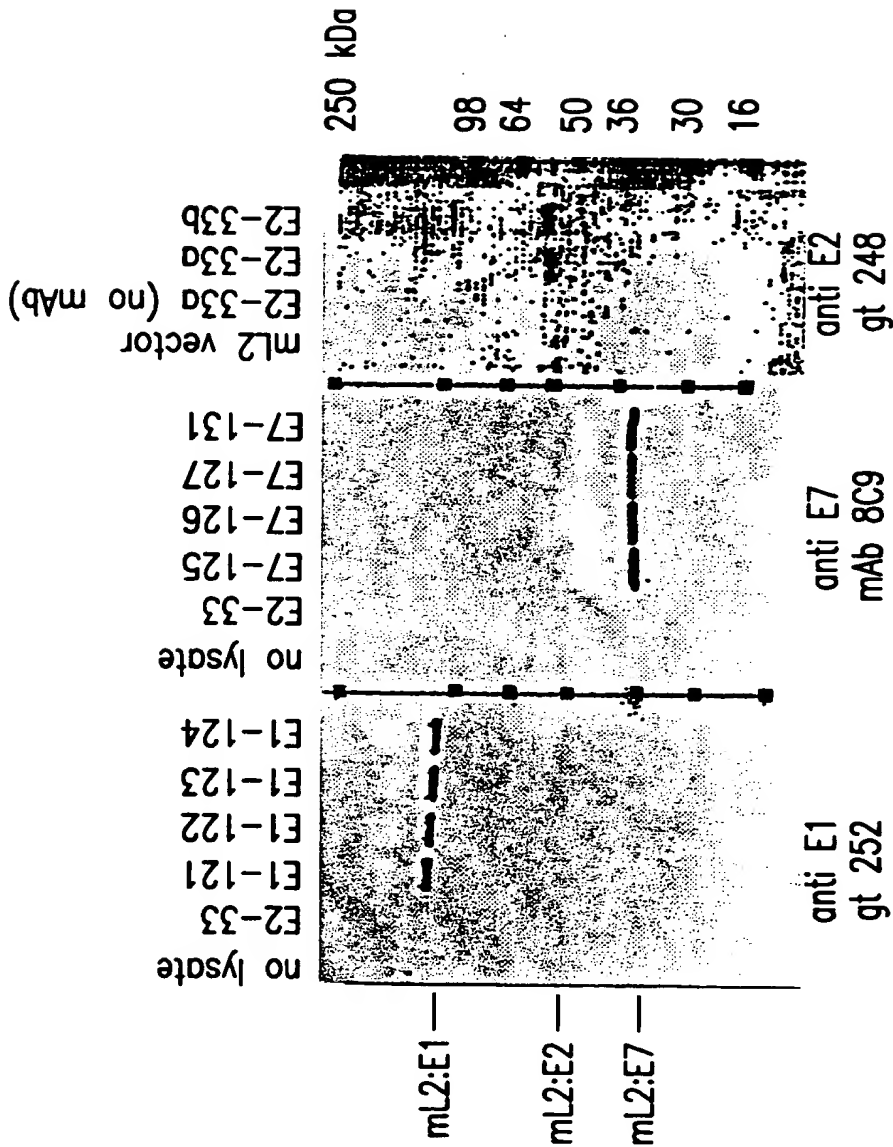 250 kDa
98
64
50
36
30
16
no lysate
E2-33
E1-121
E1-122
E1-123
E1-124
no lysate
E2-33
E7-125
E7-126
E7-127
E7-131
mL2 vector
E2-33a (no mAb)
E2-33a
E2-33b
mL2:E1
mL2:E2
mL2:E7
anti E1
gt 252
anti E7
mAb 8C9
anti E2
gt 248